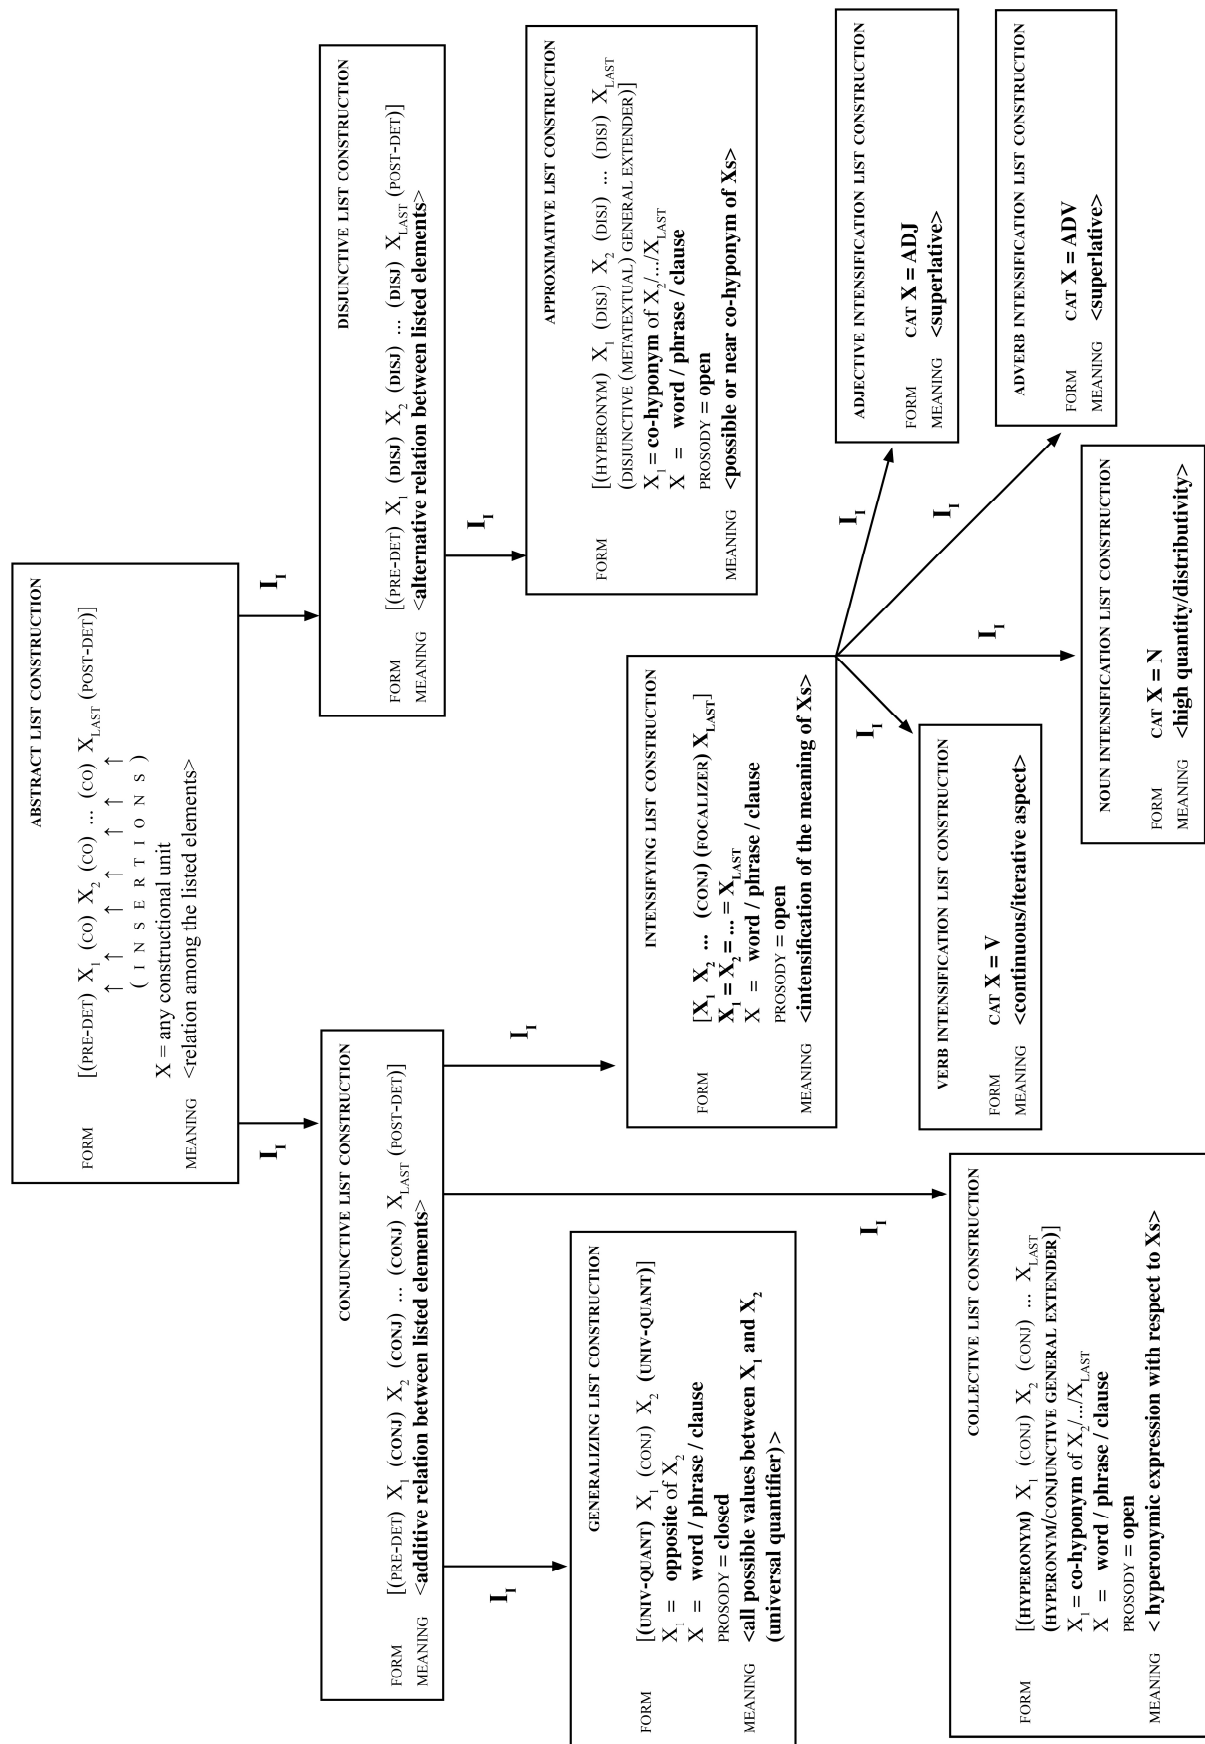 ABSTRACT LIST CONSTRUCTION
FORM [(PRE-DET) X1 (CO) X2 (CO) ... (CO) XLAST (POST-DET)]
↑ ↑ ↑ ↑ ↑ ↑ ↑ ↑
( I N S E R T I O N S )
X = any constructional unit
MEANING <relation among the listed elements>
II
II
CONJUNCTIVE LIST CONSTRUCTION
FORM [(PRE-DET) X1 (CONJ) X2 (CONJ) ... (CONJ) XLAST (POST-DET)]
MEANING <additive relation between listed elements>
DISJUNCTIVE LIST CONSTRUCTION
FORM [(PRE-DET) X1 (DISJ) X2 (DISJ) ... (DISJ) XLAST (POST-DET)]
MEANING <alternative relation between listed elements>
II
II
II
II
GENERALIZING LIST CONSTRUCTION
FORM [(UNIV-QUANT) X1 (CONJ) X2 (UNIV-QUANT)]
X1 = opposite of X2
X = word / phrase / clause
PROSODY = closed
MEANING <all possible values between X1 and X2
(universal quantifier) >
INTENSIFYING LIST CONSTRUCTION
FORM [X1 X2 ... (CONJ) (FOCALIZER) XLAST]
X1 = X2 = ... = XLAST
X = word / phrase / clause
PROSODY = open
MEANING <intensification of the meaning of Xs>
APPROXIMATIVE LIST CONSTRUCTION
FORM [(HYPERONYM) X1 (DISJ) X2 (DISJ) ... (DISJ) XLAST
(DISJUNCTIVE (METATEXTUAL) GENERAL EXTENDER)]
X1 = co-hyponym of X2/.../XLAST
X = word / phrase / clause
PROSODY = open
MEANING <possible or near co-hyponym of Xs>
II
II
II
II
COLLECTIVE LIST CONSTRUCTION
FORM [(HYPERONYM) X1 (CONJ) X2 (CONJ) ... XLAST
(HYPERONYM/CONJUNCTIVE GENERAL EXTENDER)]
X1 = co-hyponym of X2/.../XLAST
X = word / phrase / clause
PROSODY = open
MEANING < hyperonymic expression with respect to Xs>
VERB INTENSIFICATION LIST CONSTRUCTION
FORM CAT X = V
MEANING <continuous/iterative aspect>
NOUN INTENSIFICATION LIST CONSTRUCTION
FORM CAT X = N
MEANING <high quantity/distributivity>
ADJECTIVE INTENSIFICATION LIST CONSTRUCTION
FORM CAT X = ADJ
MEANING <superlative>
ADVERB INTENSIFICATION LIST CONSTRUCTION
FORM CAT X = ADV
MEANING <superlative>